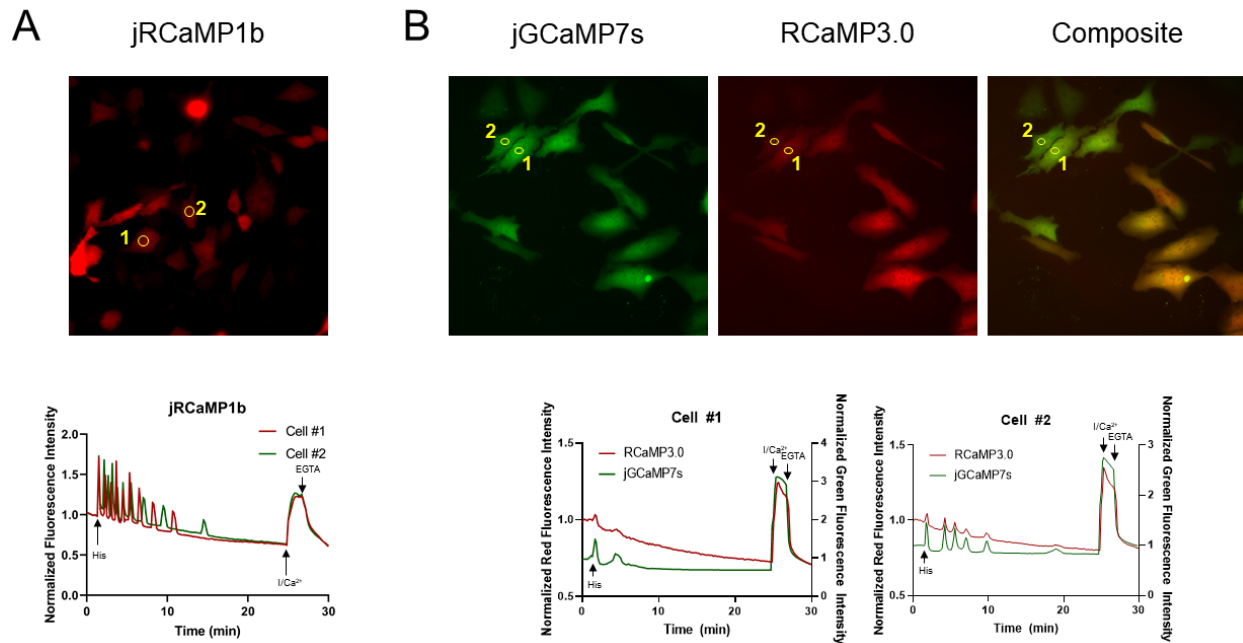 A
jRCaMP1b
B
jGCaMP7s
RCaMP3.0
Composite
1
2
2
1
2
1
2
1
jRCaMP1b
Normalized Red Fluorescence Intensity
2.0
1.5
1.0
0.5
0.0
Cell #1
Cell #2
EGTA
His
I/Ca²⁺
0
10
20
30
Time (min)
Cell #1
Normalized Red Fluorescence Intensity
1.5
1.0
0.5
RCaMP3.0
jGCaMP7s
I/Ca²⁺
EGTA
His
4
3
2
1
0
Normalized Green Fluorescence Intensity
0
10
20
30
Time (min)
Cell #2
Normalized Red Fluorescence Intensity
1.5
1.0
0.5
RCaMP3.0
jGCaMP7s
I/Ca²⁺
EGTA
His
3
2
1
0
Normalized Green Fluorescence Intensity
0
10
20
30
Time (min)